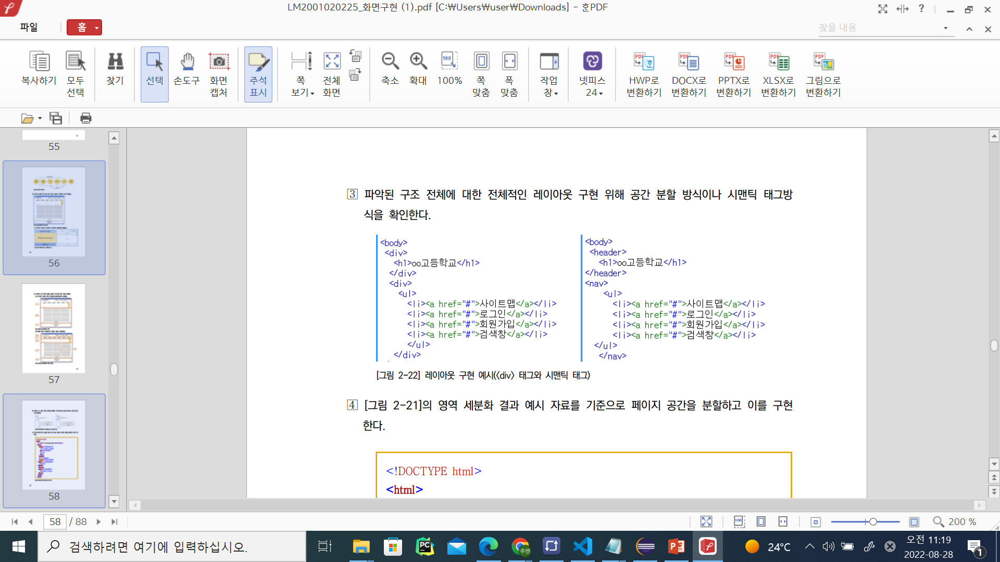 LM2001020225_화면구현 (1).pdf [C:₩Users₩user₩Downloads] - 호PDF
파일
홈
찾을 내용
복사하기
모두
선택
찾기
선택
손도구
화면
캡처
주석
표시
쪽
보기
전체
화면
축소
확대
100%
쪽
맞춤
폭
맞춤
작업
창
넷피스
24
HWP로
변환하기
DOCX로
변환하기
PPTX로
변환하기
XLSX로
변환하기
그림으로
변환하기
55
56
57
58
3 파악된 구조 전체에 대한 전체적인 레이아웃 구현 위해 공간 분할 방식이나 시맨틱 태그방
식을 확인한다.
<body>
<div>
<h1>oo고등학교</h1>
</div>
<div>
<ul>
<li><a href="#">사이트맵</a></li>
<li><a href="#">로그인</a></li>
<li><a href="#">회원가입</a></li>
<li><a href="#">검색창</a></li>
</ul>
</div>
<body>
<header>
<h1>oo고등학교</h1>
</header>
<nav>
<ul>
<li><a href="#">사이트맵</a></li>
<li><a href="#">로그인</a></li>
<li><a href="#">회원가입</a></li>
<li><a href="#">검색창</a></li>
</ul>
</nav>
[그림 2-22] 레이아웃 구현 예시(<div> 태그와 시맨틱 태그)
4 [그림 2-21]의 영역 세분화 결과 예시 자료를 기준으로 페이지 공간을 분할하고 이를 구현
한다.
<!DOCTYPE html>
<html>
58 / 88
200 %
검색하려면 여기에 입력하십시오.
24°C
오전 11:19
2022-08-28
1